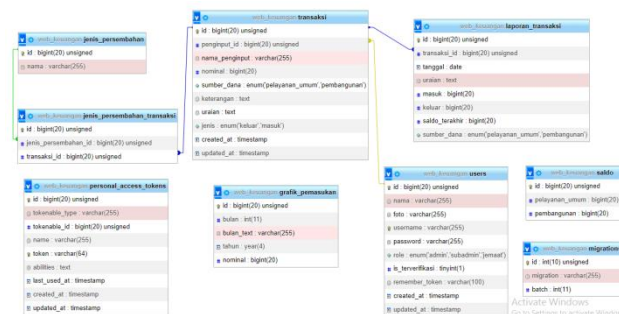 web_keuangan jenis_persembahan
id : bigint(20) unsigned
nama : varchar(255)
web_keuangan jenis_persembahan_transaksi
id : bigint(20) unsigned
jenis_persembahan_id : bigint(20) unsigned
transaksi_id : bigint(20) unsigned
web_keuangan transaksi
id : bigint(20) unsigned
penginput_id : bigint(20) unsigned
nama_penginput : varchar(255)
nominal : bigint(20)
sumber_dana : enum('pelayanan_umum','pembangunan')
keterangan : text
uraian : text
jenis : enum('keluar','masuk')
created_at : timestamp
updated_at : timestamp
web_keuangan laporan_transaksi
id : bigint(20) unsigned
transaksi_id : bigint(20) unsigned
tanggal : date
uraian : text
masuk : bigint(20)
keluar : bigint(20)
saldo_terakhir : bigint(20)
sumber_dana : enum('pelayanan_umum','pembangunan')
web_keuangan personal_access_tokens
id : bigint(20) unsigned
tokenable_type : varchar(255)
tokenable_id : bigint(20) unsigned
name : varchar(255)
token : varchar(64)
abilities : text
last_used_at : timestamp
created_at : timestamp
updated_at : timestamp
web_keuangan grafik_pemasukan
id : bigint(20) unsigned
bulan : int(11)
bulan_text : varchar(255)
tahun : year(4)
nominal : bigint(20)
web_keuangan users
id : bigint(20) unsigned
nama : varchar(255)
foto : varchar(255)
username : varchar(255)
password : varchar(255)
role : enum('admin','subadmin','jemaat')
is_terverifikasi : tinyint(1)
remember_token : varchar(100)
created_at : timestamp
updated_at : timestamp
web_keuangan saldo
id : bigint(20) unsigned
pelayanan_umum : bigint(20)
pembangunan : bigint(20)
web_keuangan migration
id : int(10) unsigned
migration : varchar(255)
batch : int(11)
Activate Windows
Go to Settings to activate Windows